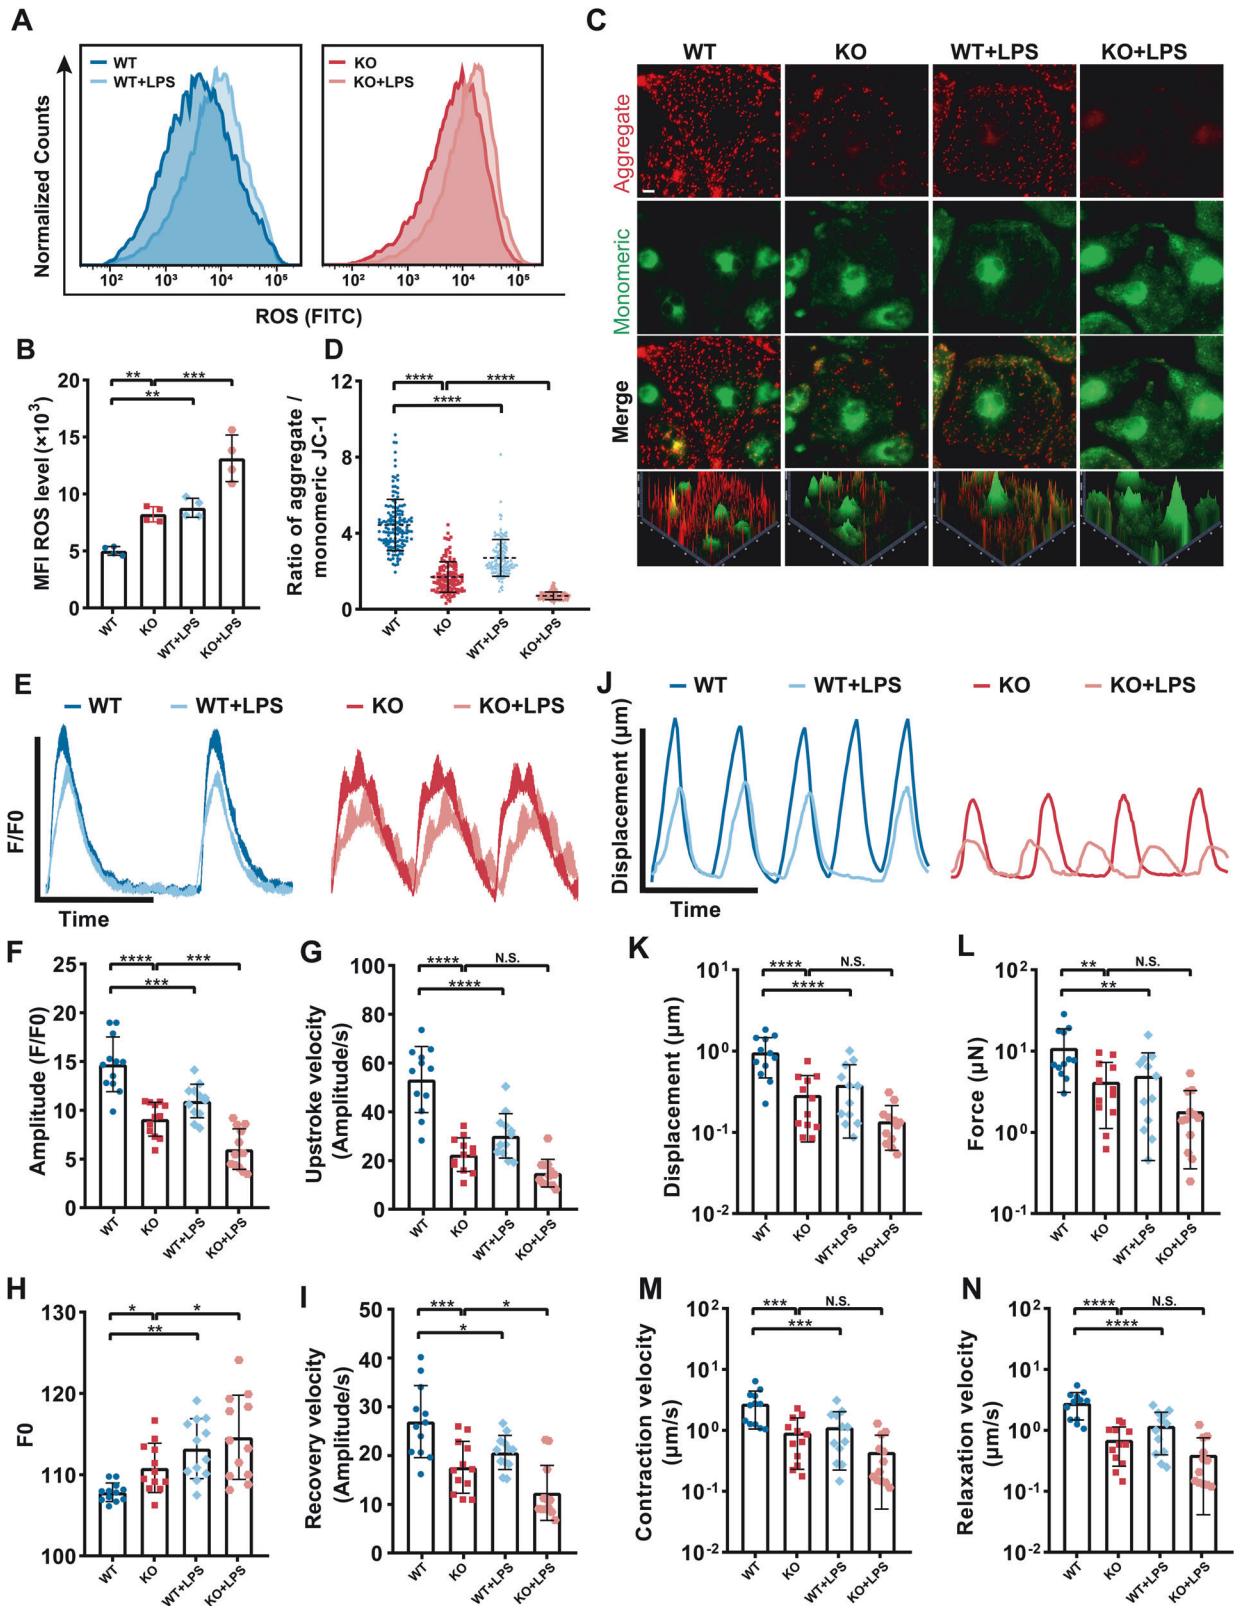 A
WT
WT+LPS
KO
KO+LPS
Normalized Counts
10² 10³ 10⁴ 10⁵
10² 10³ 10⁴ 10⁵
ROS (FITC)
C
WT KO WT+LPS KO+LPS
Aggregate
Monomeric
Merge
B
MFI ROS level (×10³)
20
15
10
5
0
** ***
**
WT KO WT+LPS KO+LPS
D
Ratio of aggregate /
monomeric JC-1
12
8
4
0
**** ****
****
WT KO WT+LPS KO+LPS
E
WT WT+LPS KO KO+LPS
F/F0
Time
J
WT WT+LPS KO KO+LPS
Displacement (μm)
Time
F
Amplitude (F/F0)
25
20
15
10
5
0
**** ***
***
WT KO WT+LPS KO+LPS
G
Upstroke velocity
(Amplitude/s)
100
80
60
40
20
0
**** N.S.
****
WT KO WT+LPS KO+LPS
K
Displacement (μm)
10¹
10⁰
10⁻¹
10⁻²
**** N.S.
****
WT KO WT+LPS KO+LPS
L
Force (μN)
10²
10¹
10⁰
10⁻¹
** N.S.
**
WT KO WT+LPS KO+LPS
H
F0
130
120
110
100
* *
**
WT KO WT+LPS KO+LPS
I
Recovery velocity
(Amplitude/s)
50
40
30
20
10
0
*** *
*
WT KO WT+LPS KO+LPS
M
Contraction velocity
(μm/s)
10²
10¹
10⁰
10⁻¹
10⁻²
*** N.S.
***
WT KO WT+LPS KO+LPS
N
Relaxation velocity
(μm/s)
10²
10¹
10⁰
10⁻¹
10⁻²
**** N.S.
****
WT KO WT+LPS KO+LPS